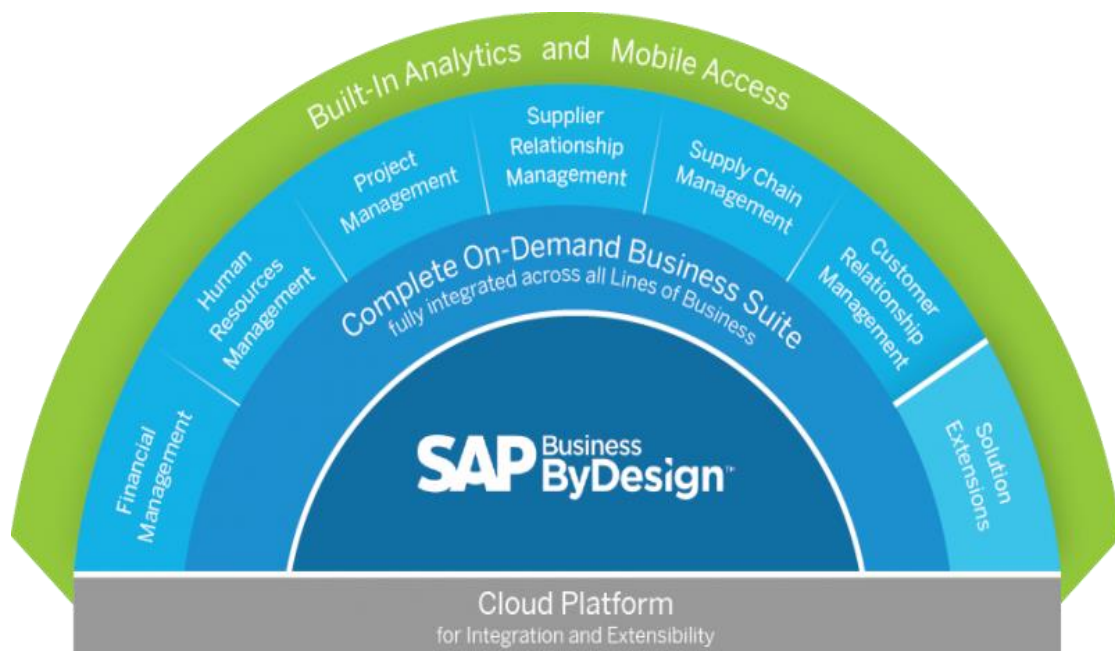 Built-In Analytics and Mobile Access
Financial
Management
Human
Resources
Management
Project
Management
Supplier
Relationship
Management
Supply Chain
Management
Customer
Relationship
Management
Solution
Extensions
Complete On-Demand Business Suite
fully integrated across all Lines of Business
SAP Business
ByDesign™
Cloud Platform
for Integration and Extensibility